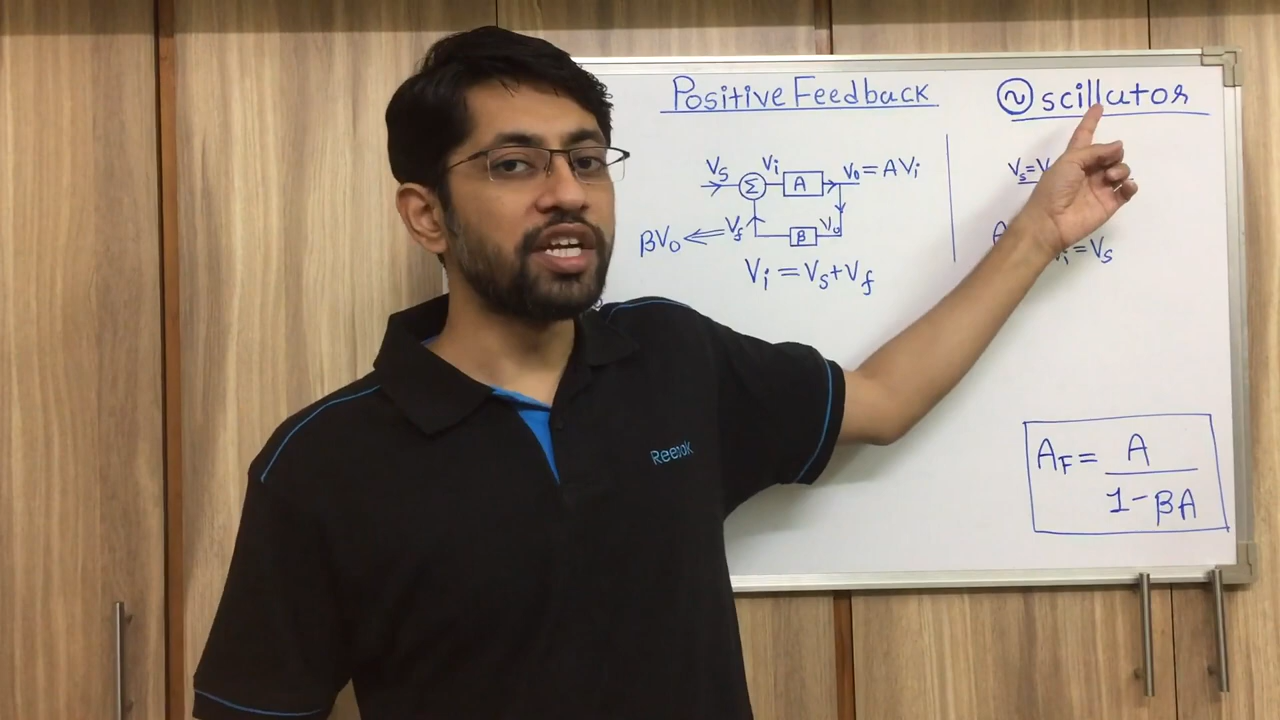 Positive Feedback
Oscillator
Vs
Vi
A
Vo = AVi
Σ
βVo ⇐ Vf
β
Vo
Vi = Vs+Vf
Vs=V
A
Vi = Vs
AF = A
1-βA
Reebok